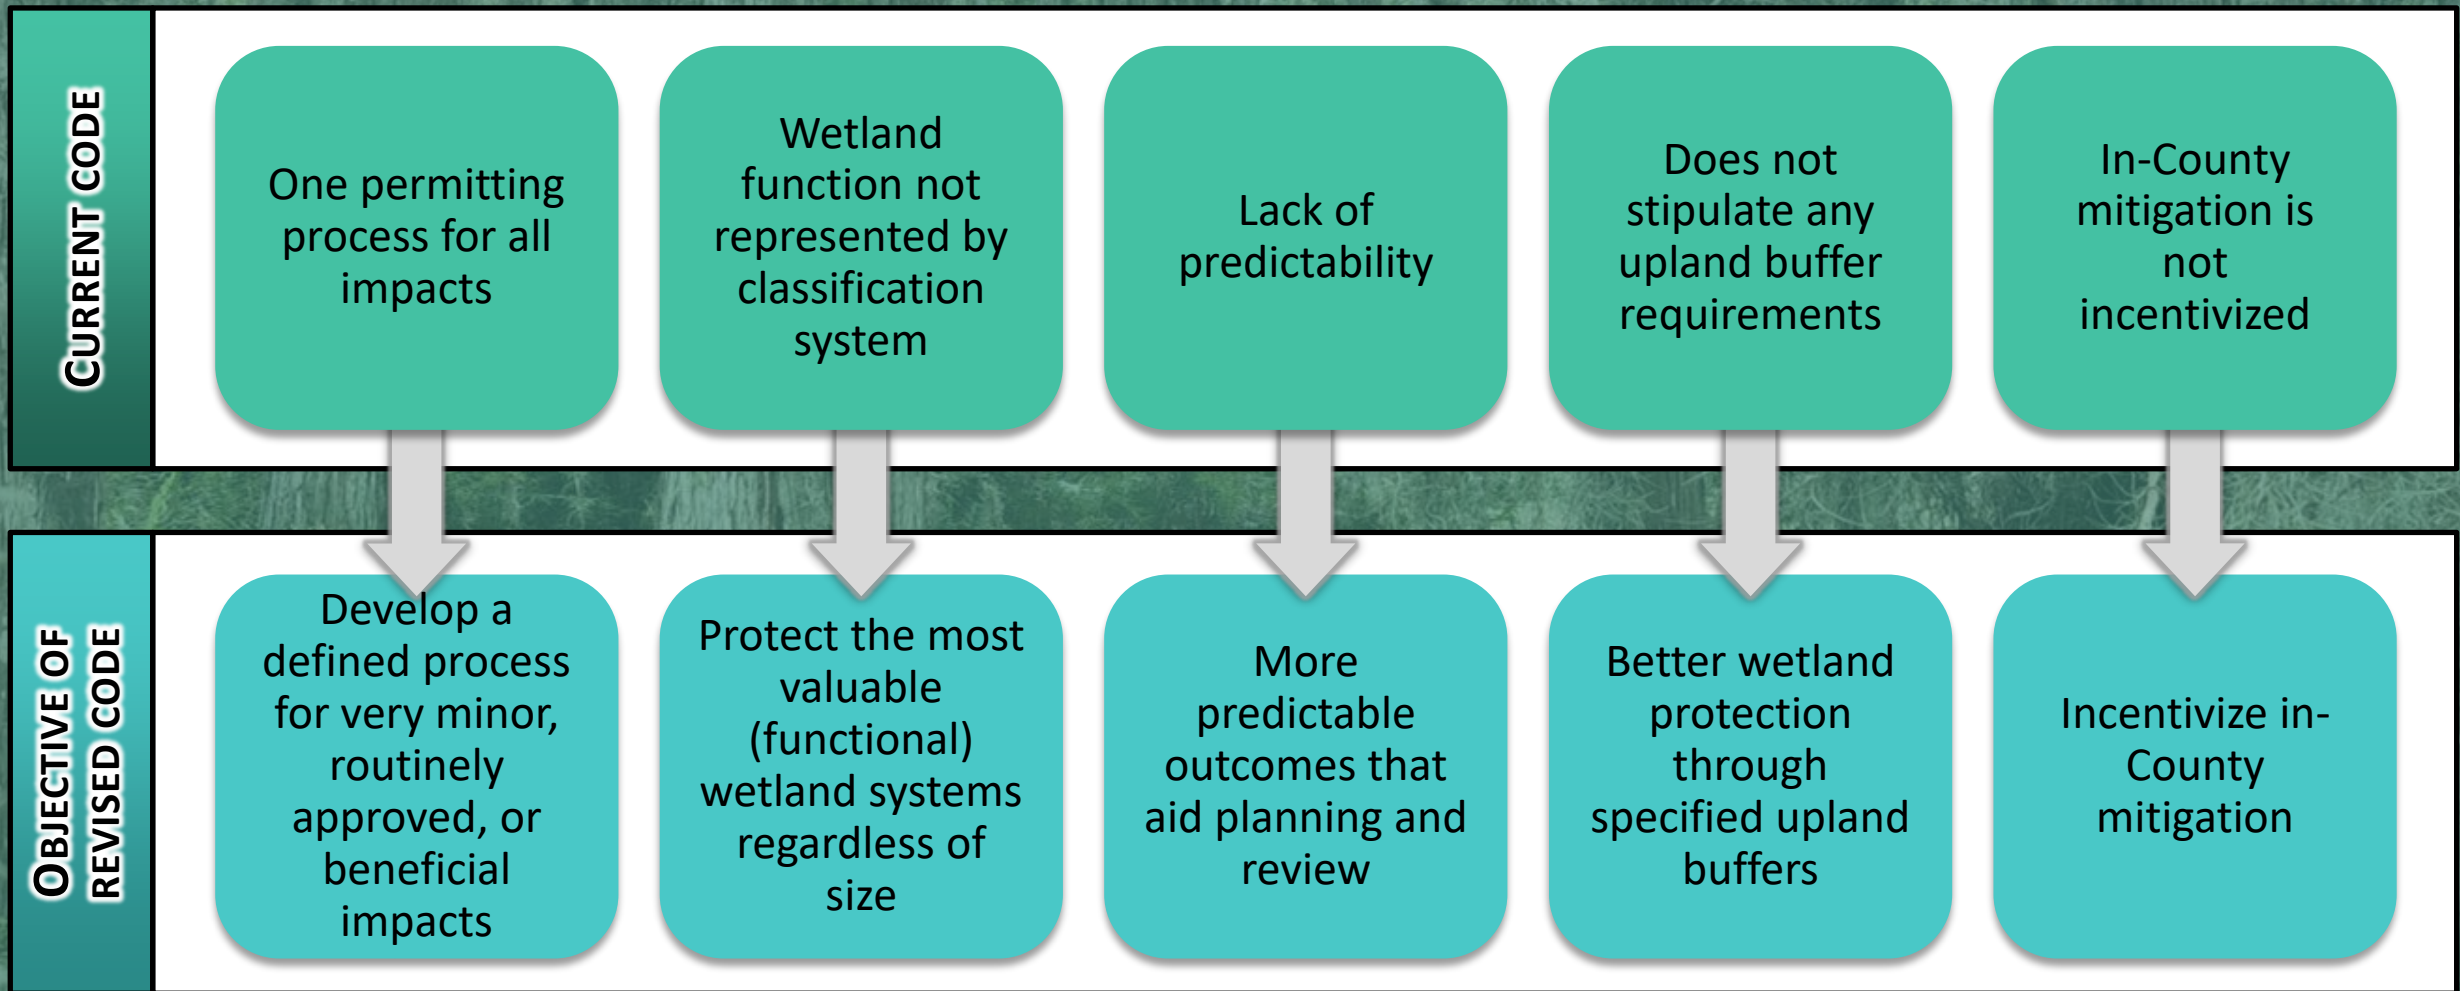 CURRENT CODE
One permitting
process for all
impacts
Wetland
function not
represented by
classification
system
Lack of
predictability
Does not
stipulate any
upland buffer
requirements
In-County
mitigation is
not
incentivized
OBJECTIVE OF
REVISED CODE
Develop a
defined process
for very minor,
routinely
approved, or
beneficial
impacts
Protect the most
valuable
(functional)
wetland systems
regardless of
size
More
predictable
outcomes that
aid planning and
review
Better wetland
protection
through
specified upland
buffers
Incentivize in-
County
mitigation